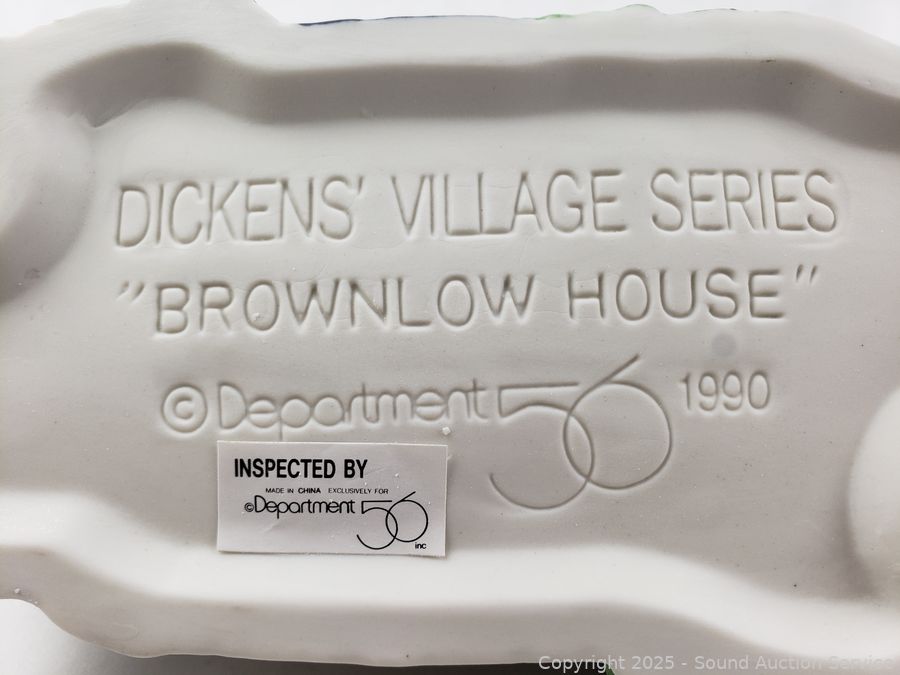 DICKENS' VILLAGE SERIES
"BROWNLOW HOUSE"
© Department 56 1990
INSPECTED BY
MADE IN CHINA EXCLUSIVELY FOR
©Department 56
inc
Copyright 2025 - Sound Auction Service